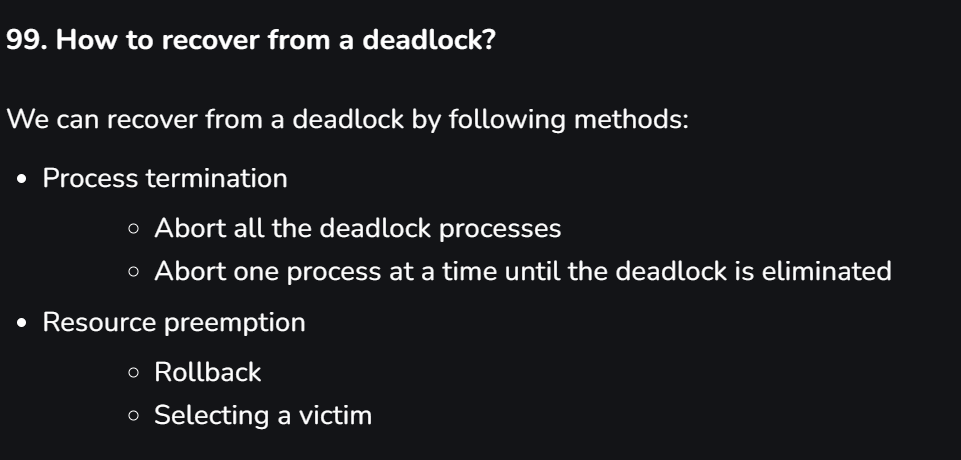 99. How to recover from a deadlock?
We can recover from a deadlock by following methods:
• Process termination
○ Abort all the deadlock processes
○ Abort one process at a time until the deadlock is eliminated
• Resource preemption
○ Rollback
○ Selecting a victim